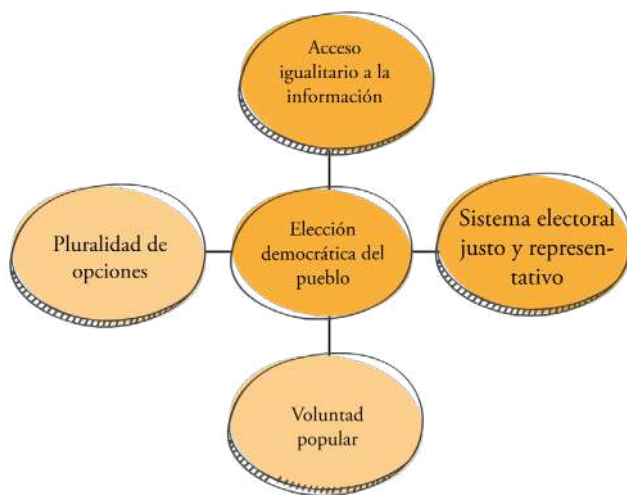 Acceso
igualitario a la
información
Pluralidad de
opciones
Elección
democrática del
pueblo
Sistema electoral
justo y represen-
tativo
Voluntad
popular